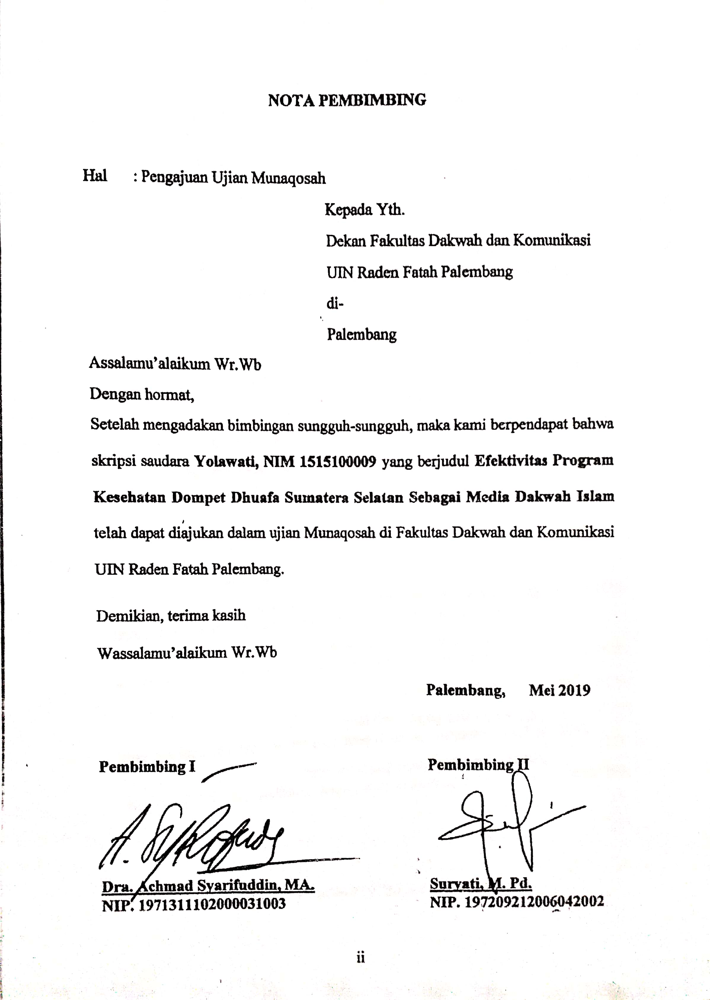 NOTA PEMBIMBING
Hal : Pengajuan Ujian Munaqosah
Kepada Yth.
Dekan Fakultas Dakwah dan Komunikasi
UIN Raden Fatah Palembang
di-
Palembang
Assalamu’alaikum Wr.Wb
Dengan hormat,
Setelah mengadakan bimbingan sungguh-sungguh, maka kami berpendapat bahwa
skripsi saudara Yolawati, NIM 1515100009 yang berjudul Efektivitas Program
Kesehatan Dompet Dhuafa Sumatera Selatan Sebagai Media Dakwah Islam
telah dapat diajukan dalam ujian Munaqosah di Fakultas Dakwah dan Komunikasi
UIN Raden Fatah Palembang.
Demikian, terima kasih
Wassalamu’alaikum Wr.Wb
Palembang, Mei 2019
Pembimbing I Pembimbing II
Dra. Achmad Syarifuddin, MA. Suryati, M. Pd.
NIP. 1971311102000031003 NIP. 197209212006042002
ii